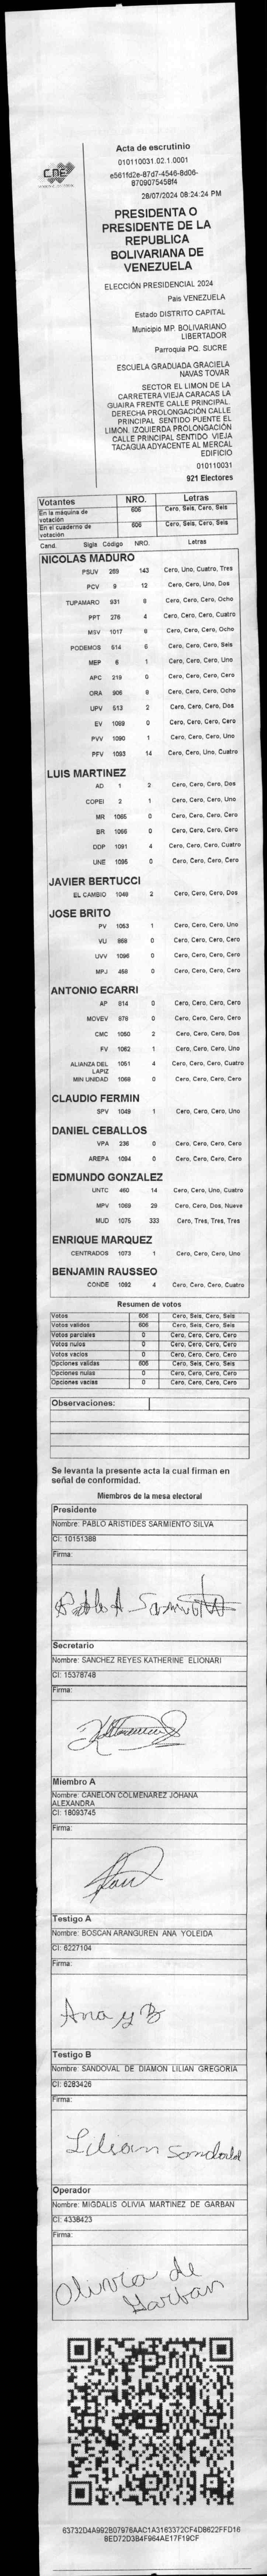 CNE
Acta de escrutinio
010110031.02.1.0001
e561fd2e-87d7-4546-8d06-
8709075458f4
28/07/2024 08:24:24 PM
PRESIDENTA O
PRESIDENTE DE LA
REPUBLICA
BOLIVARIANA DE
VENEZUELA
ELECCIÓN PRESIDENCIAL 2024
Pais VENEZUELA
Estado DISTRITO CAPITAL
Municipio MP. BOLIVARIANO
LIBERTADOR
Parroquia PQ. SUCRE
ESCUELA GRADUADA GRACIELA
NAVAS TOVAR
SECTOR EL LIMON DE LA
CARRETERA VIEJA CARACAS LA
GUAIRA FRENTE CALLE PRINCIPAL.
DERECHA PROLONGACIÓN CALLE
PRINCIPAL SENTIDO PUENTE EL
LIMON. IZQUIERDA PROLONGACIÓN
CALLE PRINCIPAL SENTIDO VIEJA
TACAGUA ADYACENTE AL MERCAL
EDIFICIO
010110031
921 Electores
Votantes NRO. Letras
En la máquina de votación 606 Cero, Seis, Cero, Seis
En el cuaderno de votación 606 Cero, Seis, Cero, Seis
Cand. Sigla Codigo NRO. Letras
NICOLAS MADURO
PSUV 289 143 Cero, Uno, Cuatro, Tres
PCV 9 12 Cero, Cero, Uno, Dos
TUPAMARO 931 8 Cero, Cero, Cero, Ocho
PPT 276 4 Cero, Cero, Cero, Cuatro
MSV 1017 8 Cero, Cero, Cero, Ocho
PODEMOS 514 6 Cero, Cero, Cero, Seis
MEP 6 1 Cero, Cero, Cero, Uno
APC 219 0 Cero, Cero, Cero, Cero
ORA 906 8 Cero, Cero, Cero, Ocho
UPV 513 2 Cero, Cero, Cero, Dos
EV 1089 0 Cero, Cero, Cero, Cero
PVV 1090 1 Cero, Cero, Cero, Uno
PFV 1093 14 Cero, Cero, Uno, Cuatro
LUIS MARTINEZ
AD 1 2 Cero, Cero, Cero, Dos
COPEI 2 1 Cero, Cero, Cero, Uno
MR 1065 0 Cero, Cero, Cero, Cero
BR 1066 0 Cero, Cero, Cero, Cero
DDP 1091 4 Cero, Cero, Cero, Cuatro
UNE 1095 0 Cero, Cero, Cero, Cero
JAVIER BERTUCCI
EL CAMBIO 1048 2 Cero, Cero, Cero, Dos
JOSE BRITO
PV 1053 1 Cero, Cero, Cero, Uno
VU 868 0 Cero, Cero, Cero, Cero
UVV 1096 0 Cero, Cero, Cero, Cero
MPJ 458 0 Cero, Cero, Cero, Cero
ANTONIO ECARRI
AP 814 0 Cero, Cero, Cero, Cero
MOVEV 879 0 Cero, Cero, Cero, Cero
CMC 1050 2 Cero, Cero, Cero, Dos
FV 1062 1 Cero, Cero, Cero, Uno
ALIANZA DEL LAPIZ 1051 4 Cero, Cero, Cero, Cuatro
MIN UNIDAD 1068 0 Cero, Cero, Cero, Cero
CLAUDIO FERMIN
SPV 1049 1 Cero, Cero, Cero, Uno
DANIEL CEBALLOS
VPA 236 0 Cero, Cero, Cero, Cero
AREPA 1094 0 Cero, Cero, Cero, Cero
EDMUNDO GONZALEZ
UNTC 460 14 Cero, Cero, Uno, Cuatro
MPV 1069 29 Cero, Cero, Dos, Nueve
MUD 1075 333 Cero, Tres, Tres, Tres
ENRIQUE MARQUEZ
CENTRADOS 1073 1 Cero, Cero, Cero, Uno
BENJAMIN RAUSSEO
CONDE 1092 4 Cero, Cero, Cero, Cuatro
Resumen de votos
Votos 606 Cero, Seis, Cero, Seis
Votos validos 606 Cero, Seis, Cero, Seis
Votos parciales 0 Cero, Cero, Cero, Cero
Votos nulos 0 Cero, Cero, Cero, Cero
Votos vacios 0 Cero, Cero, Cero, Cero
Opciones validas 606 Cero, Seis, Cero, Seis
Opciones nulas 0 Cero, Cero, Cero, Cero
Opciones vacias 0 Cero, Cero, Cero, Cero
Observaciones:
Se levanta la presente acta la cual firman en
señal de conformidad.
Miembros de la mesa electoral
Presidente
Nombre: PABLO ARISTIDES SARMIENTO SILVA
CI: 10151388
Firma:
Pablo A Sarmiento
Secretario
Nombre: SANCHEZ REYES KATHERINE ELIONARI
CI: 15378748
Firma:
Miembro A
Nombre: CANELON COLMENAREZ JOHANA
ALEXANDRA
CI: 18093745
Firma:
Testigo A
Nombre: BOSCAN ARANGUREN ANA YOLEIDA
CI: 6227104
Firma:
Ana y B
Testigo B
Nombre: SANDOVAL DE DIAMON LILIAN GREGORIA
CI: 6283426
Firma:
Lilian Sandoval
Operador
Nombre: MIGDALIS OLIVIA MARTINEZ DE GARBAN
CI: 4338423
Firma:
Olivia de
Garban
63732D4A992B07976AAC1A3163372CF4D8622FFD16
8ED72D3B4F964AE17F19CF